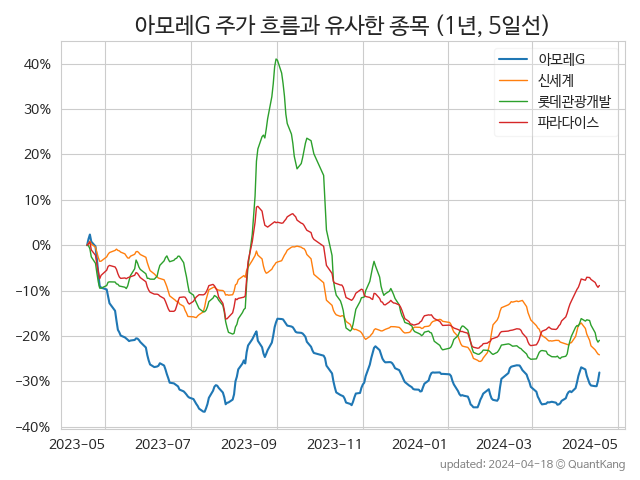 아모레G 주가 흐름과 유사한 종목 (1년, 5일선)
아모레G
신세계
롯데관광개발
파라다이스
40%
30%
20%
10%
0%
−10%
−20%
−30%
−40%
2023-05 2023-07 2023-09 2023-11 2024-01 2024-03 2024-05
updated: 2024-04-18 © QuantKang